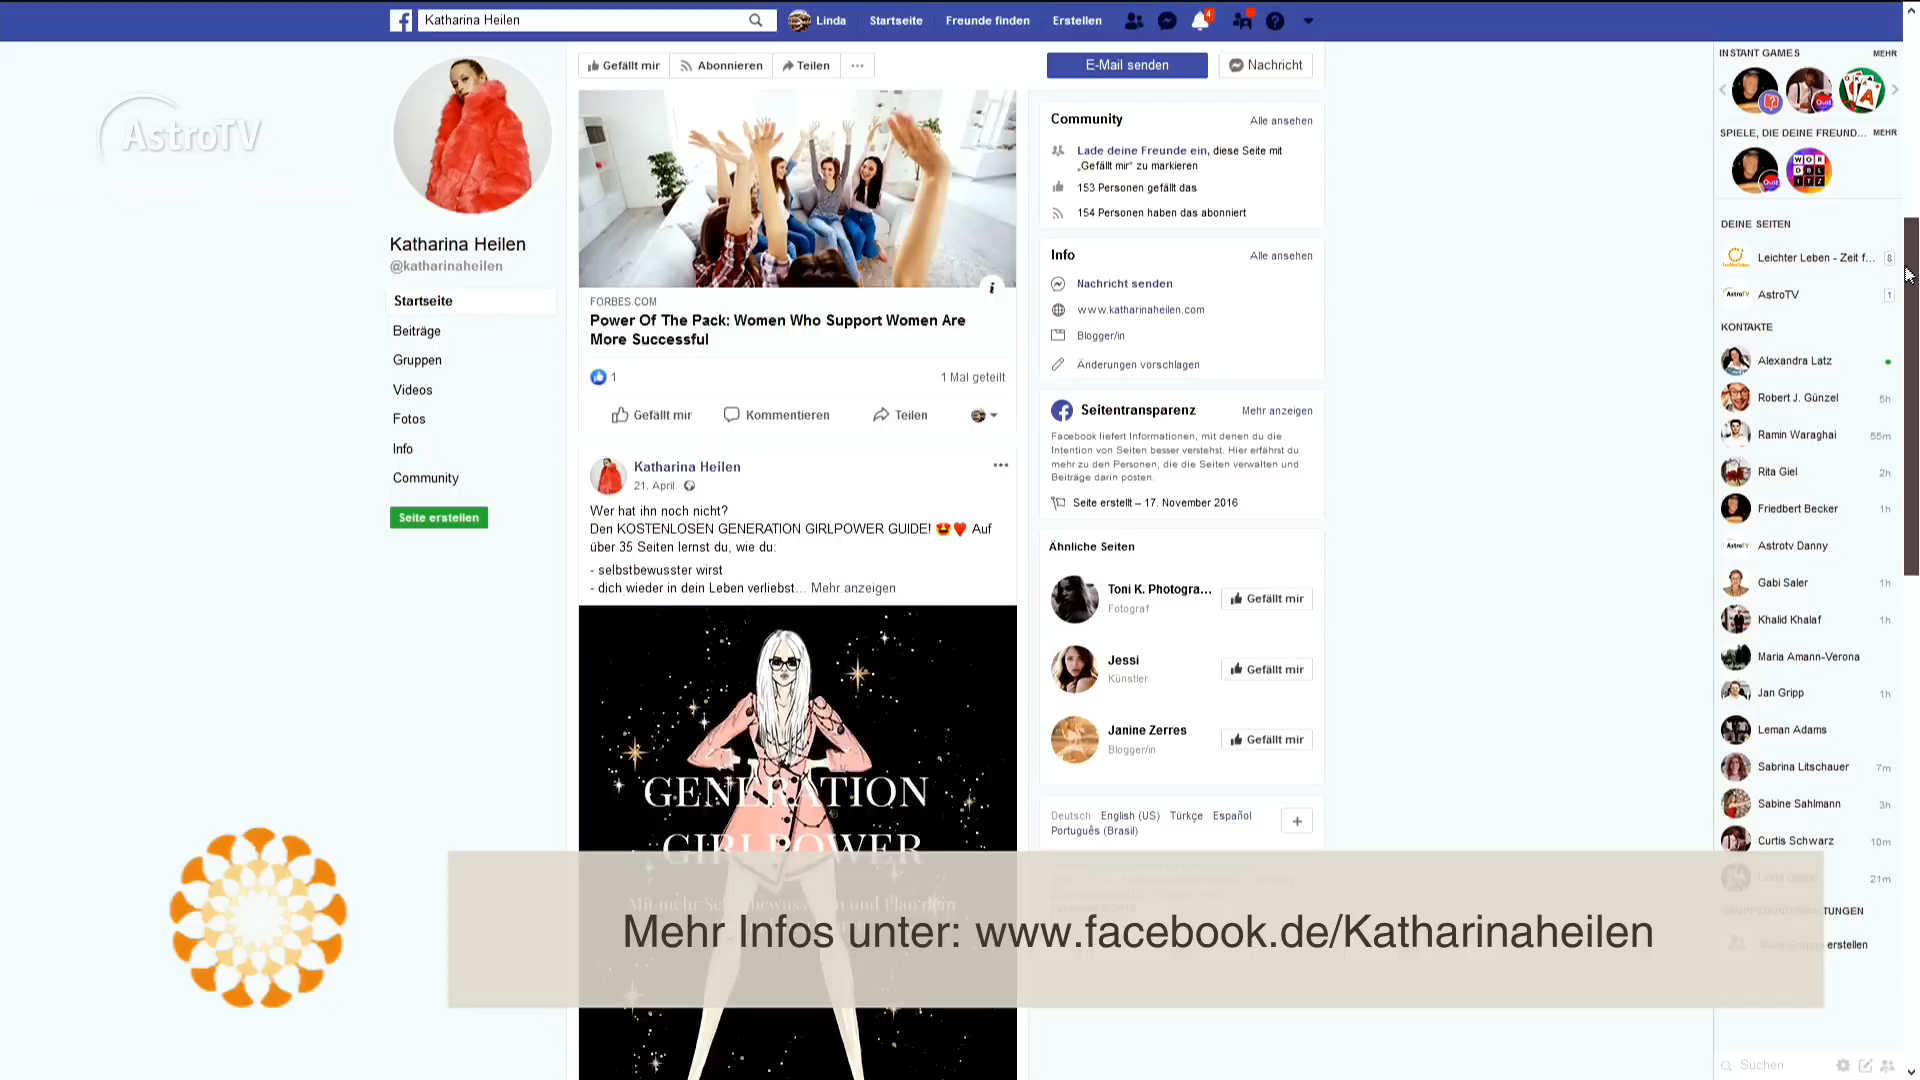 Katharina Heilen
Linda
Startseite
Freunde finden
Erstellen
4
AstroTV
Katharina Heilen
@katharinaheilen
Startseite
Beiträge
Gruppen
Videos
Fotos
Info
Community
Seite erstellen
Gefällt mir
Abonnieren
Teilen
E-Mail senden
Nachricht
FORBES.COM
Power Of The Pack: Women Who Support Women Are
More Successful
1
1 Mal geteilt
Gefällt mir
Kommentieren
Teilen
Katharina Heilen
21. April
Wer hat ihn noch nicht?
Den KOSTENLOSEN GENERATION GIRLPOWER GUIDE! 😍❤️ Auf
über 35 Seiten lernst du, wie du:
- selbstbewusster wirst
- dich wieder in dein Leben verliebst... Mehr anzeigen
GENERATION
GIRLPOWER
Community
Alle ansehen
Lade deine Freunde ein, diese Seite mit
„Gefällt mir“ zu markieren
153 Personen gefällt das
154 Personen haben das abonniert
Info
Alle ansehen
Nachricht senden
www.katharinaheilen.com
Blogger/in
Änderungen vorschlagen
Seitentransparenz
Mehr anzeigen
Facebook liefert Informationen, mit denen du die
Intention von Seiten besser verstehst. Hier erfährst du
mehr zu den Personen, die die Seiten verwalten und
Beiträge darin posten.
Seite erstellt – 17. November 2016
Ähnliche Seiten
Toni K. Photogra...
Fotograf
Gefällt mir
Jessi
Künstler
Gefällt mir
Janine Zerres
Blogger/in
Gefällt mir
Deutsch English (US) Türkçe Español
Português (Brasil)
INSTANT GAMES
MEHR
SPIELE, DIE DEINE FREUND...
MEHR
DEINE SEITEN
Leichter Leben - Zeit f... 8
AstroTV 1
KONTAKTE
Alexandra Latz
Robert J. Günzel 5h
Ramin Waraghai 55m
Rita Giel 2h
Friedbert Becker 1h
Astrotv Danny
Gabi Saler 1h
Khalid Khalaf 1h
Maria Amann-Verona
Jan Gripp 1h
Leman Adams
Sabrina Litschauer 7m
Sabine Sahlmann 3h
Curtis Schwarz 10m
21m
GRUPPENUNTERHALTUNGEN
Neue Gruppe erstellen
Suchen
Mehr Infos unter: www.facebook.de/Katharinaheilen